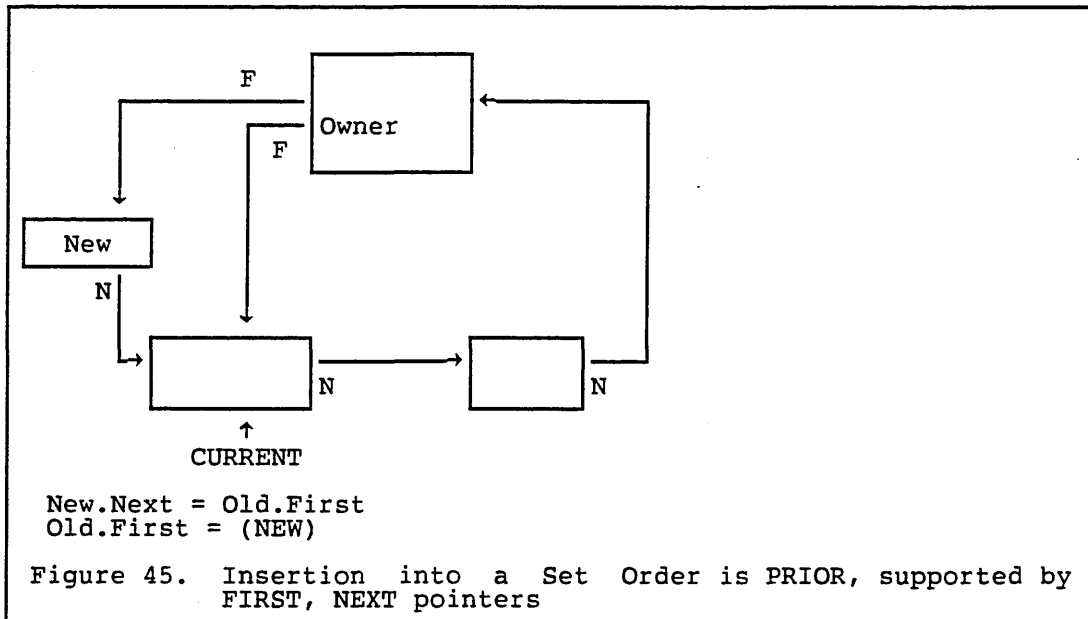 F
Owner
F
New
N
N
N
↑
CURRENT
New.Next = Old.First
Old.First = (NEW)
Figure 45. Insertion into a Set Order is PRIOR, supported by
FIRST, NEXT pointers